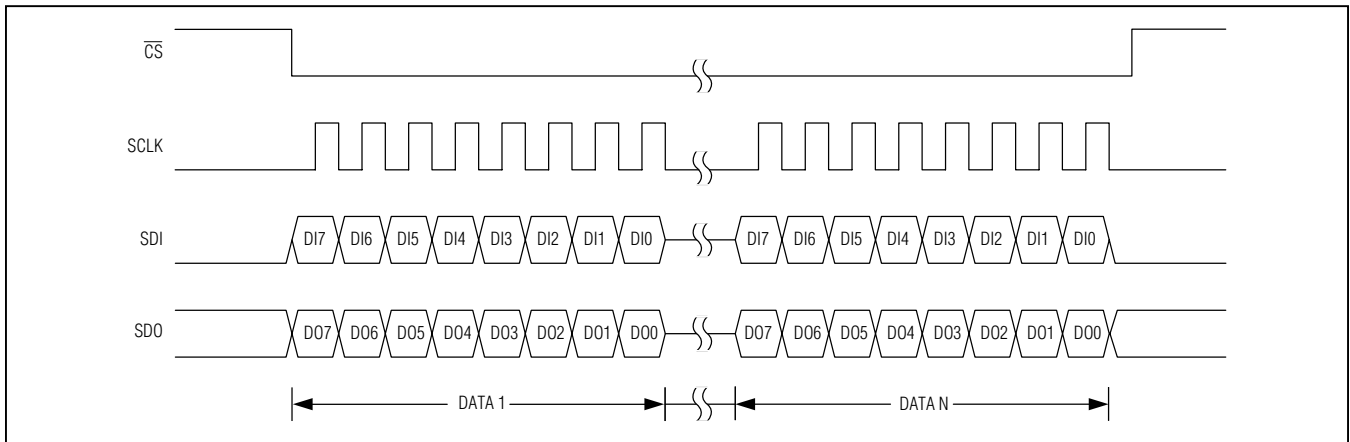 C̅S̅
SCLK
SDI DI7 DI6 DI5 DI4 DI3 DI2 DI1 DI0 DI7 DI6 DI5 DI4 DI3 DI2 DI1 DI0
SDO DO7 DO6 DO5 DO4 DO3 DO2 DO1 DO0 DO7 DO6 DO5 DO4 DO3 DO2 DO1 DO0
DATA 1 DATA N